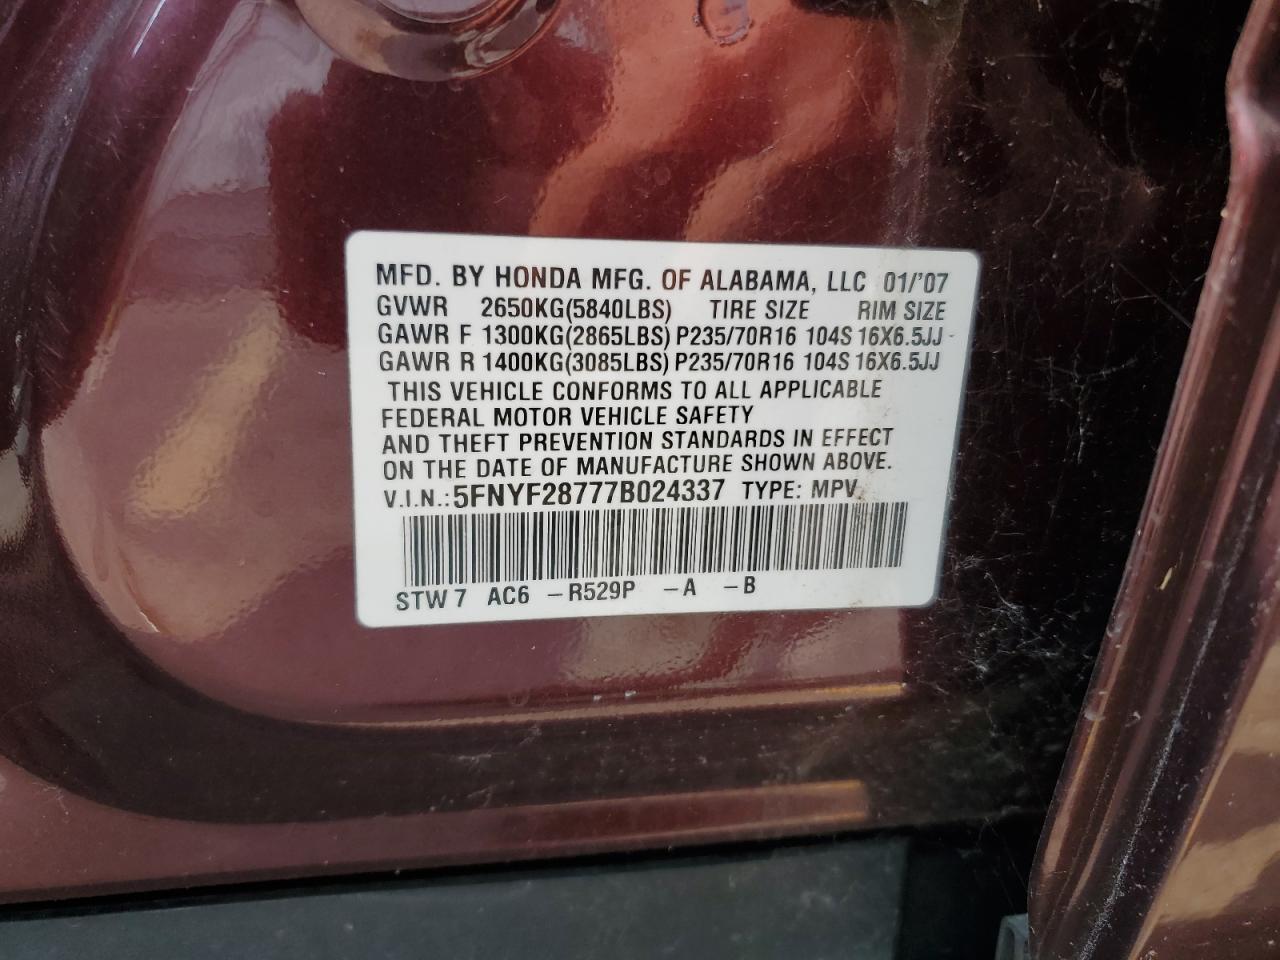 MFD. BY HONDA MFG. OF ALABAMA, LLC 01/'07
GVWR 2650KG(5840LBS) TIRE SIZE RIM SIZE
GAWR F 1300KG(2865LBS) P235/70R16 104S 16X6.5JJ
GAWR R 1400KG(3085LBS) P235/70R16 104S 16X6.5JJ
THIS VEHICLE CONFORMS TO ALL APPLICABLE
FEDERAL MOTOR VEHICLE SAFETY
AND THEFT PREVENTION STANDARDS IN EFFECT
ON THE DATE OF MANUFACTURE SHOWN ABOVE.
V.I.N.: 5FNYF28777B024337 TYPE: MPV
STW7 AC6 -R529P -A -B